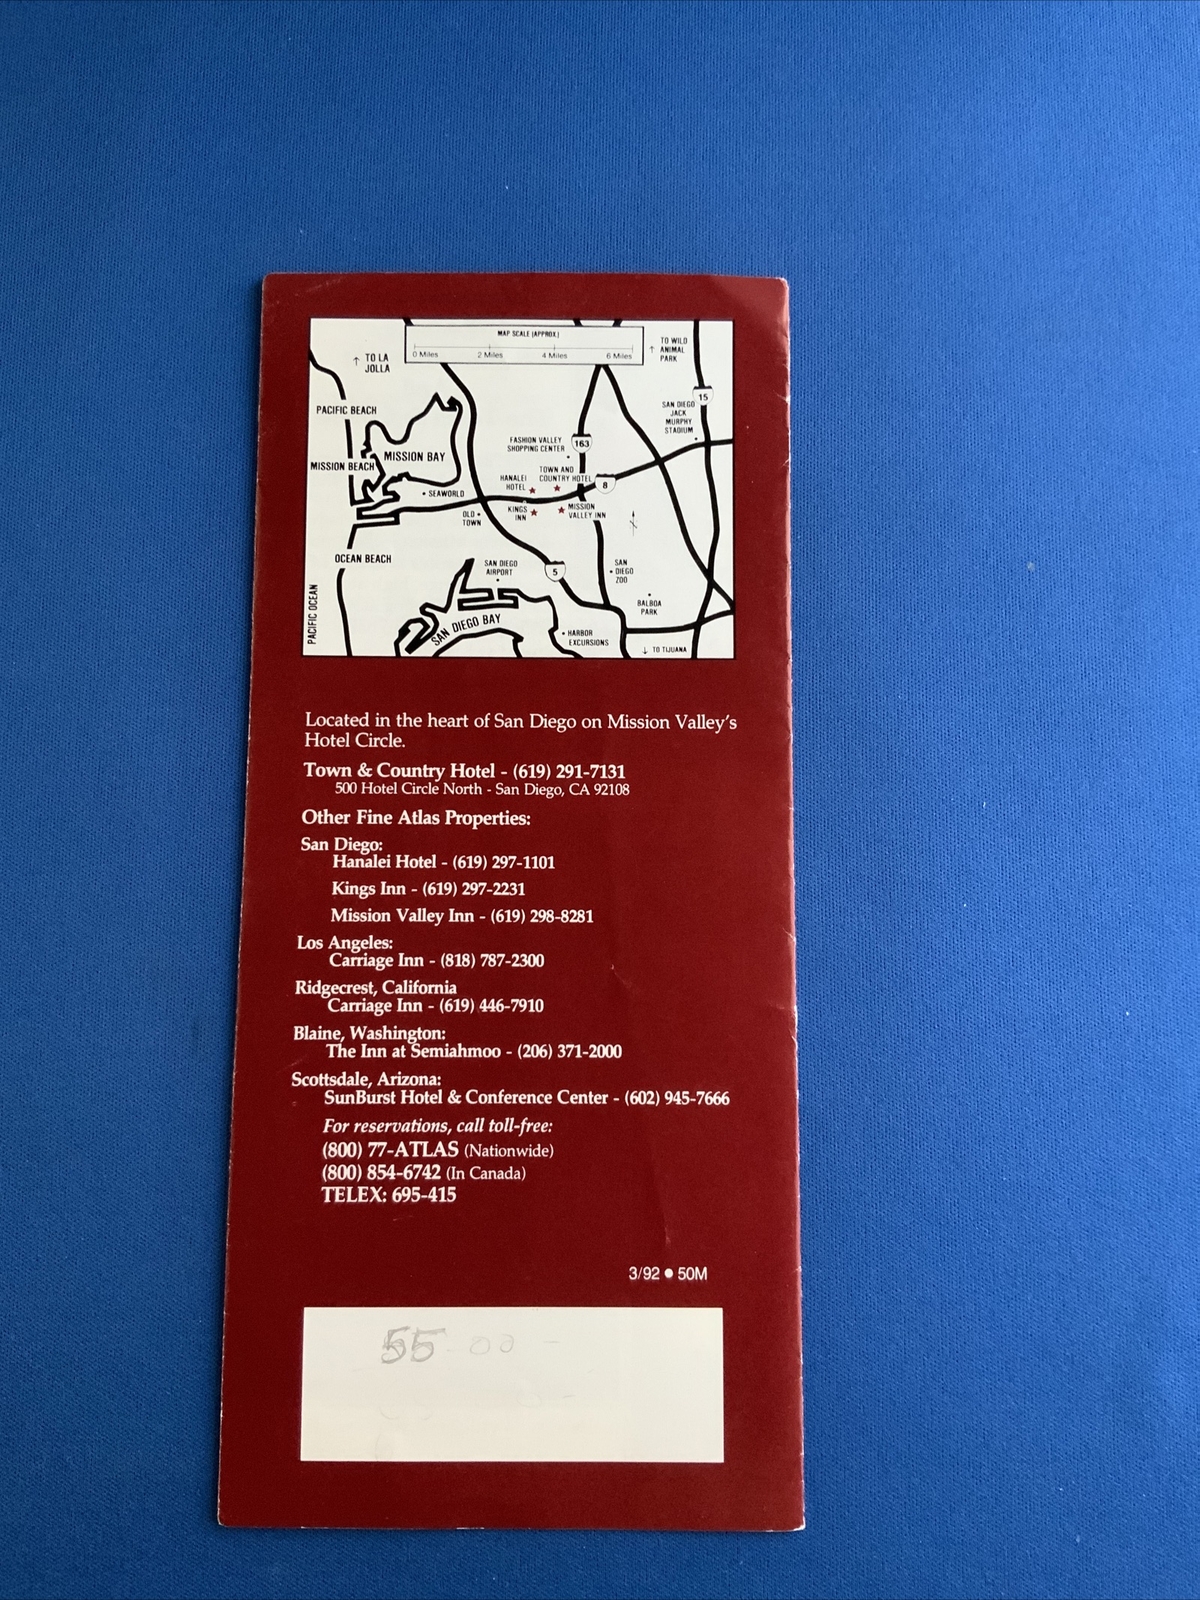 MAP SCALE (APPROX.)
0 Miles 2 Miles 4 Miles 6 Miles
↑ TO LA
JOLLA
↑ TO WILD
ANIMAL
PARK
15
PACIFIC BEACH
SAN DIEGO
JACK
MURPHY
STADIUM
163
FASHION VALLEY
SHOPPING CENTER
MISSION BAY
MISSION BEACH
HANALEI
HOTEL
TOWN AND
COUNTRY HOTEL
8
SEAWORLD
OLD
TOWN
KINGS
INN
MISSION
VALLEY INN
OCEAN BEACH
SAN DIEGO
AIRPORT
5
SAN
DIEGO
ZOO
PACIFIC OCEAN
BALBOA
PARK
SAN DIEGO BAY
HARBOR
EXCURSIONS
↓ TO TIJUANA
Located in the heart of San Diego on Mission Valley's
Hotel Circle.
Town & Country Hotel - (619) 291-7131
500 Hotel Circle North - San Diego, CA 92108
Other Fine Atlas Properties:
San Diego:
Hanalei Hotel - (619) 297-1101
Kings Inn - (619) 297-2231
Mission Valley Inn - (619) 298-8281
Los Angeles:
Carriage Inn - (818) 787-2300
Ridgecrest, California
Carriage Inn - (619) 446-7910
Blaine, Washington:
The Inn at Semiahmoo - (206) 371-2000
Scottsdale, Arizona:
SunBurst Hotel & Conference Center - (602) 945-7666
For reservations, call toll-free:
(800) 77-ATLAS (Nationwide)
(800) 854-6742 (In Canada)
TELEX: 695-415
3/92 ● 50M
55-00 -